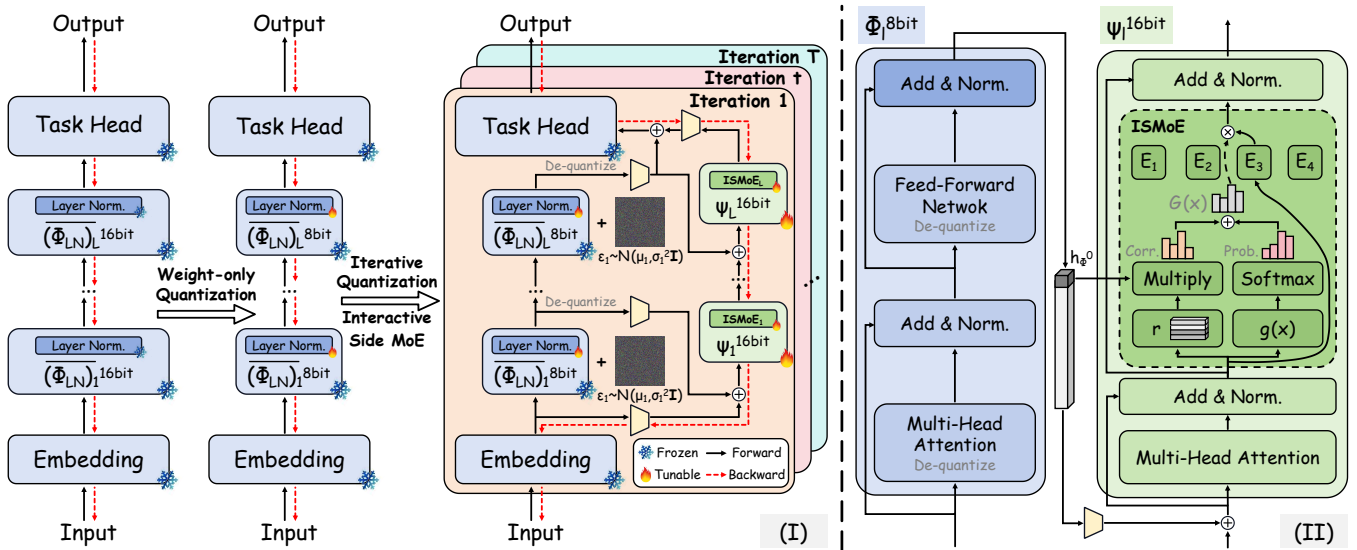 Output
Task Head
Layer Norm.
(Φ_LN)_L^16bit
...
Layer Norm.
(Φ_LN)_1^16bit
Embedding
Input
Weight-only
Quantization
Output
Task Head
Layer Norm.
(Φ_LN)_L^8bit
...
Layer Norm.
(Φ_LN)_1^8bit
Embedding
Input
Iterative
Quantization
Interactive
Side MoE
Iteration T
Iteration t
Iteration 1
...
Output
Task Head
De-quantize
ISMoE_L
Ψ_L^16bit
Layer Norm.
(Φ_LN)_L^8bit
+
ε_1~N(μ_1,σ_1^2 I)
...
...
De-quantize
ISMoE_1
Ψ_1^16bit
Layer Norm.
(Φ_LN)_1^8bit
+
ε_1~N(μ_1,σ_1^2 I)
Embedding
Frozen
Forward
Tunable
Backward
Input
(I)
Φ_l^8bit
Add & Norm.
Feed-Forward
Netwok
De-quantize
Add & Norm.
Multi-Head
Attention
De-quantize
h_Φ^0
Ψ_l^16bit
Add & Norm.
ISMoE
E_1
E_2
E_3
E_4
G(x)
Corr.
Prob.
Multiply
Softmax
r
g(x)
Add & Norm.
Multi-Head Attention
(II)